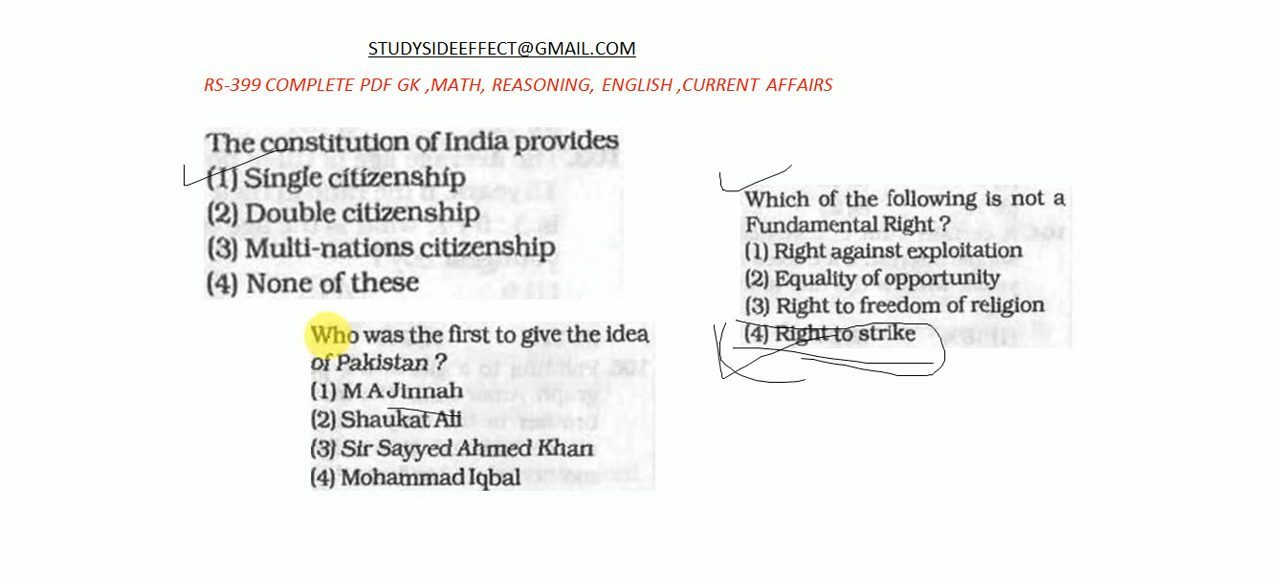 STUDYSIDEEFFECT@GMAIL.COM
RS-399 COMPLETE PDF GK ,MATH, REASONING, ENGLISH ,CURRENT AFFAIRS
The constitution of India provides
(1) Single citizenship
(2) Double citizenship
(3) Multi-nations citizenship
(4) None of these
Who was the first to give the idea
of Pakistan ?
(1) M A Jinnah
(2) Shaukat Ali
(3) Sir Sayyed Ahmed Khan
(4) Mohammad Iqbal
Which of the following is not a
Fundamental Right ?
(1) Right against exploitation
(2) Equality of opportunity
(3) Right to freedom of religion
(4) Right to strike